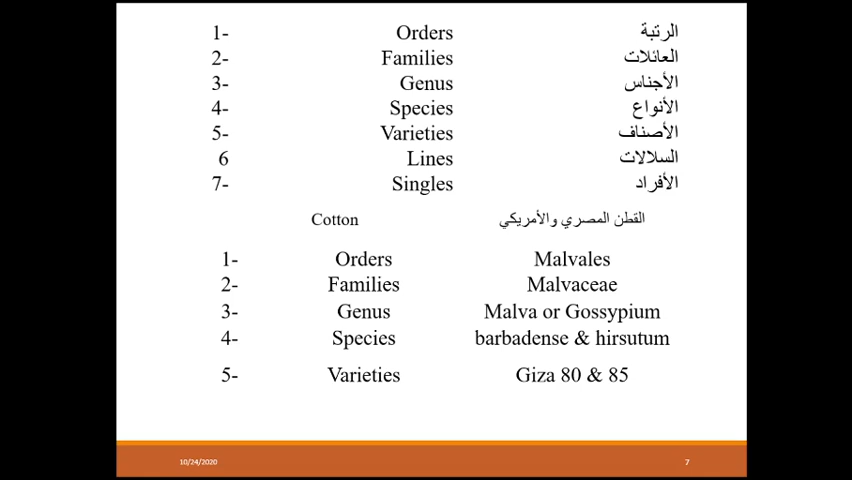 1- Orders الرتبة
2- Families العائلات
3- Genus الأجناس
4- Species الأنواع
5- Varieties الأصناف
6 Lines السلالات
7- Singles الأفراد
Cotton القطن المصري والأمريكي
1- Orders Malvales
2- Families Malvaceae
3- Genus Malva or Gossypium
4- Species barbadense & hirsutum
5- Varieties Giza 80 & 85
10/24/2020 7